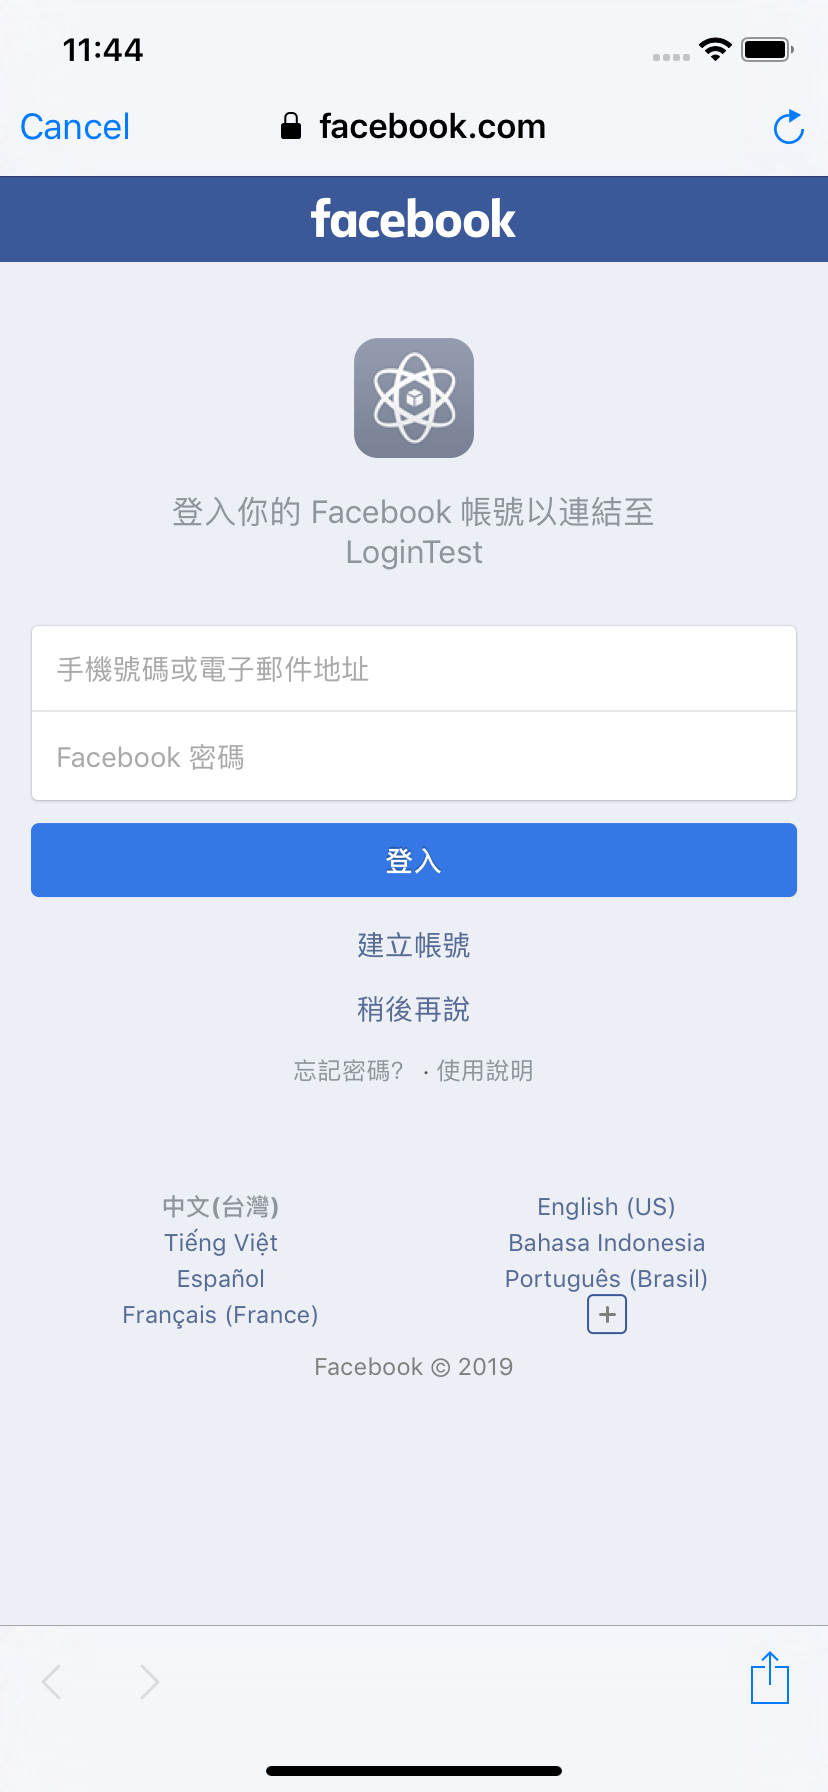 11:44
Cancel
facebook.com
facebook
登入你的 Facebook 帳號以連結至
LoginTest
手機號碼或電子郵件地址
Facebook 密碼
登入
建立帳號
稍後再說
忘記密碼? · 使用說明
中文(台灣) English (US)
Tiếng Việt Bahasa Indonesia
Español Português (Brasil)
Français (France) +
Facebook © 2019